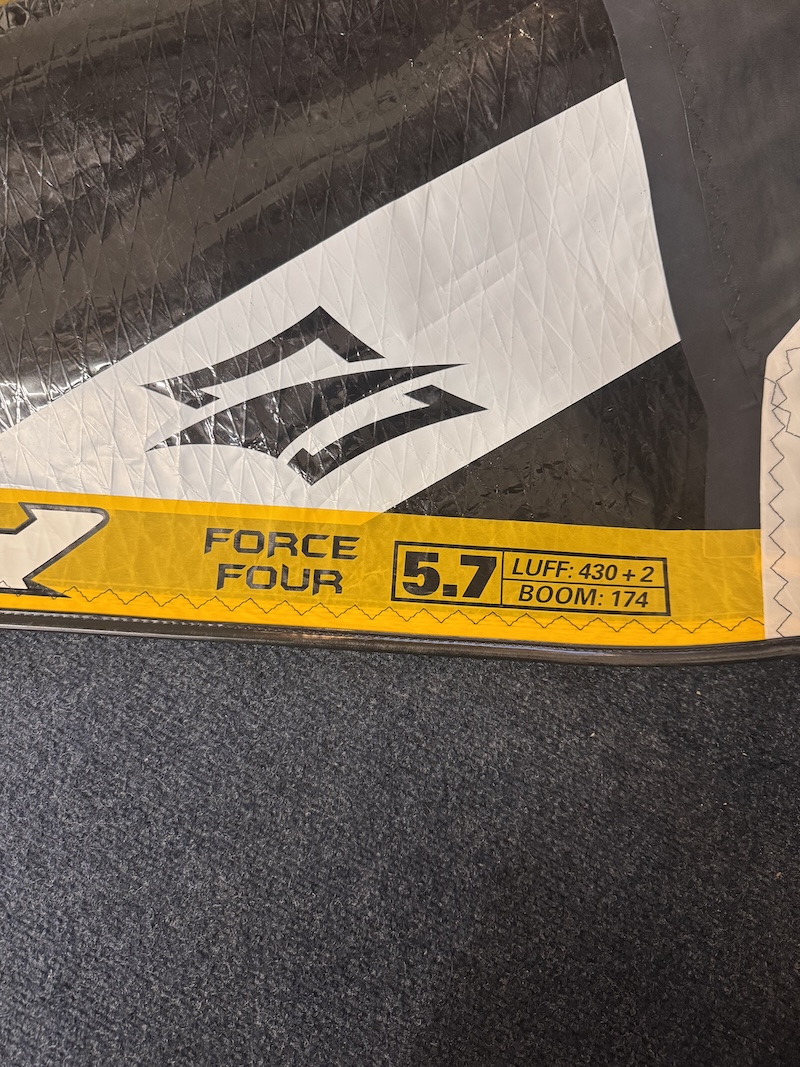 FORCE
FOUR
5.7
LUFF: 430 + 2
BOOM: 174